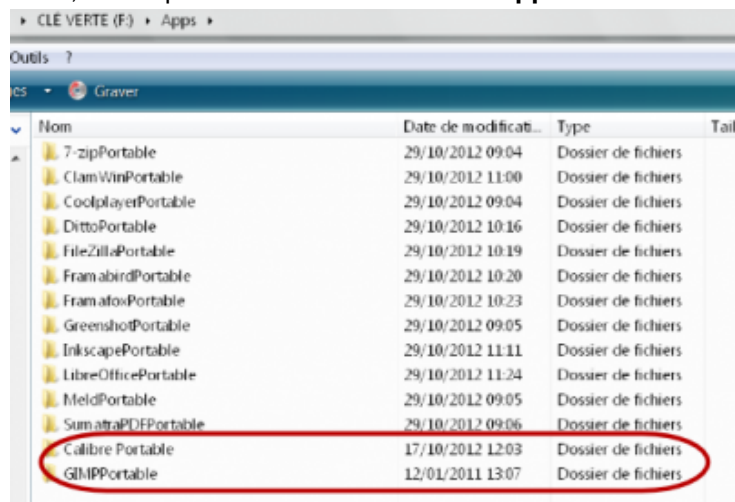 CLÉ VERTE (F:) Apps
Outils ?
Graver
Nom Date de modificati... Type Tail
7-zipPortable 29/10/2012 09:04 Dossier de fichiers
ClamWinPortable 29/10/2012 11:00 Dossier de fichiers
CoolplayerPortable 29/10/2012 09:04 Dossier de fichiers
DittoPortable 29/10/2012 10:16 Dossier de fichiers
FileZillaPortable 29/10/2012 10:19 Dossier de fichiers
FramabirdPortable 29/10/2012 10:20 Dossier de fichiers
FramafoxPortable 29/10/2012 10:23 Dossier de fichiers
GreenshotPortable 29/10/2012 09:05 Dossier de fichiers
InkscapePortable 29/10/2012 11:11 Dossier de fichiers
LibreOfficePortable 29/10/2012 11:24 Dossier de fichiers
MeldPortable 29/10/2012 09:05 Dossier de fichiers
SumatraPDFPortable 29/10/2012 09:06 Dossier de fichiers
Calibre Portable 17/10/2012 12:03 Dossier de fichiers
GIMPPortable 12/01/2011 13:07 Dossier de fichiers